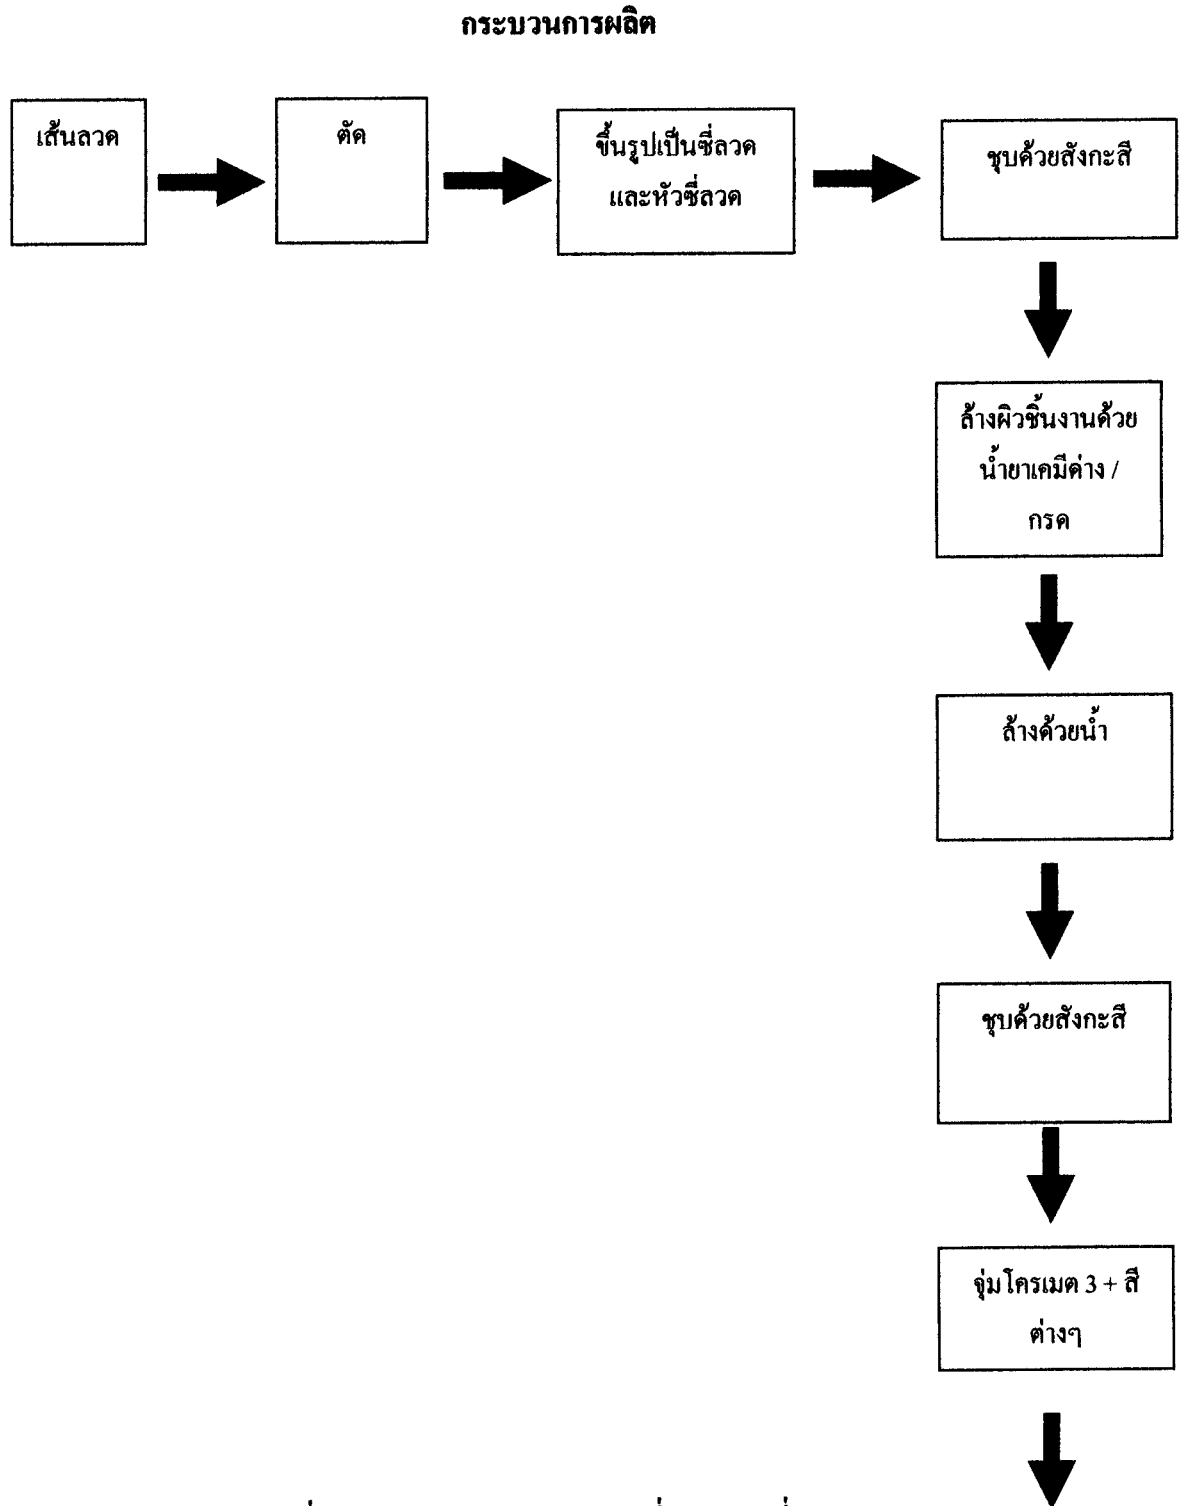 กระบวนการผลิต
เส้นลวด
ตัด
ขึ้นรูปเป็นซี่ลวด
และหัวซี่ลวด
ชุบด้วยสังกะสี
ล้างผิวชิ้นงานด้วย
น้ำยาเคมีด่าง /
กรด
ล้างด้วยน้ำ
ชุบด้วยสังกะสี
จุ่มโครเมต 3 + สี
ต่างๆ